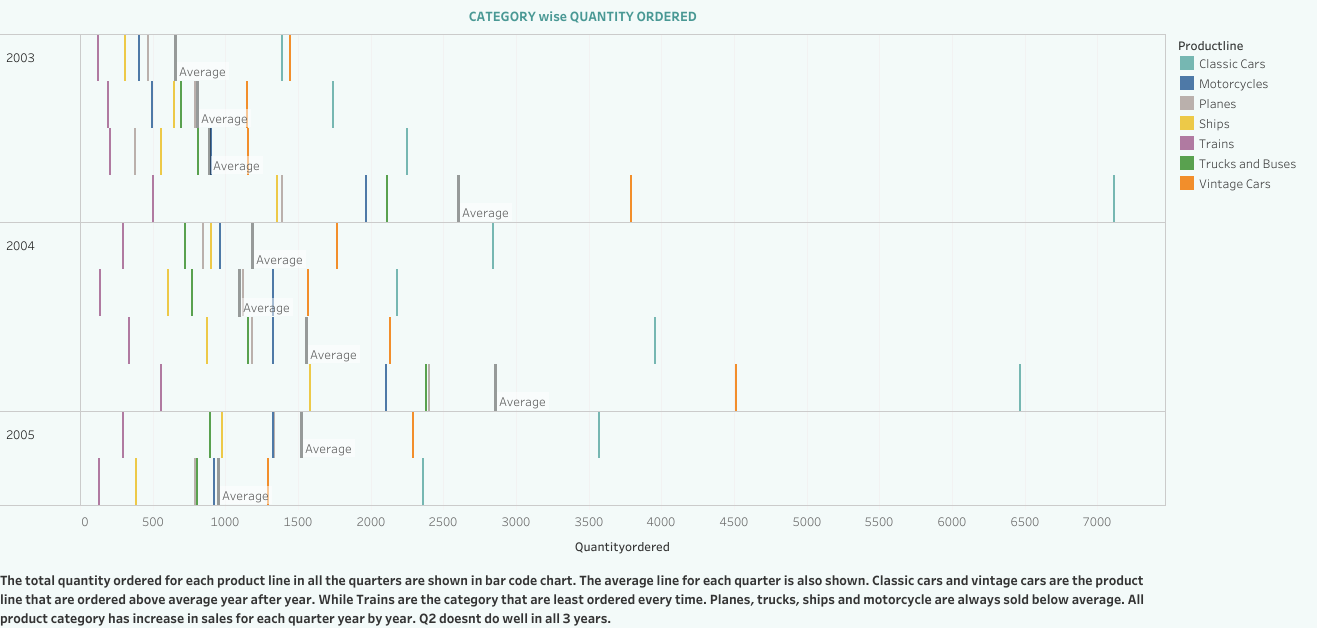 CATEGORY wise QUANTITY ORDERED
2003
Average
Average
Average
Average
2004
Average
Average
Average
Average
2005
Average
Average
0 500 1000 1500 2000 2500 3000 3500 4000 4500 5000 5500 6000 6500 7000
Quantityordered
Productline
Classic Cars
Motorcycles
Planes
Ships
Trains
Trucks and Buses
Vintage Cars
The total quantity ordered for each product line in all the quarters are shown in bar code chart. The average line for each quarter is also shown. Classic cars and vintage cars are the product
line that are ordered above average year after year. While Trains are the category that are least ordered every time. Planes, trucks, ships and motorcycle are always sold below average. All
product category has increase in sales for each quarter year by year. Q2 doesnt do well in all 3 years.